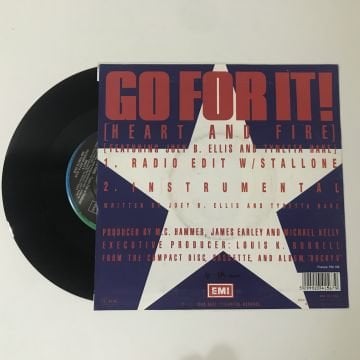 GO FOR IT!
[HEART AND FIRE]
[FEATURING JOEY B. ELLIS AND TYNETTA HARE]
1. RADIO EDIT W/STALLONE
2. INSTRUMENTAL
WRITTEN BY JOEY B. ELLIS AND TYNETTA HARE
PRODUCED BY M.C. HAMMER, JAMES EARLEY AND MICHAEL KELLY
EXECUTIVE PRODUCER: LOUIS K. BURRELL
FROM THE COMPACT DISC, CASSETTE, AND ALBUM "ROCKY V"
EMI